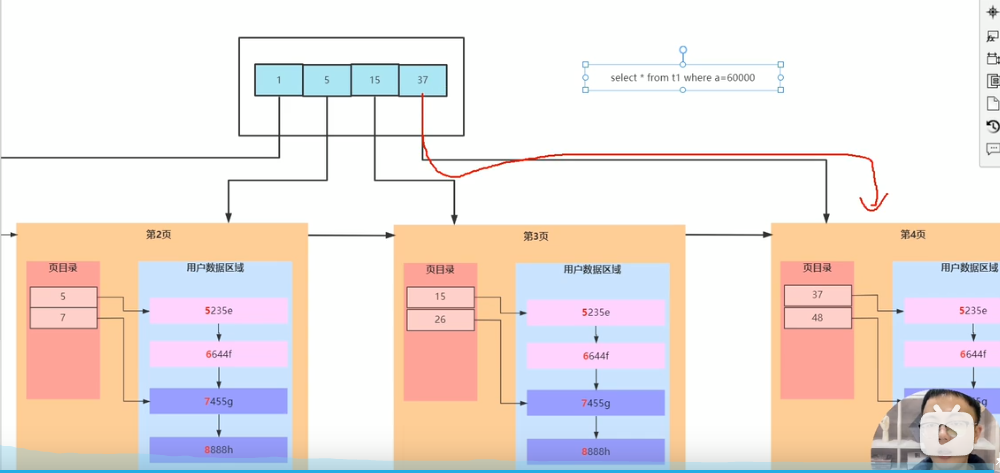 1 5 15 37
select * from t1 where a=60000
第2页
页目录
用户数据区域
5
7
5235e
6644f
7455g
8888h
第3页
页目录
用户数据区域
15
26
5235e
6644f
7455g
8888h
第4页
页目录
用户数据区域
37
48
5235e
6644f
5g